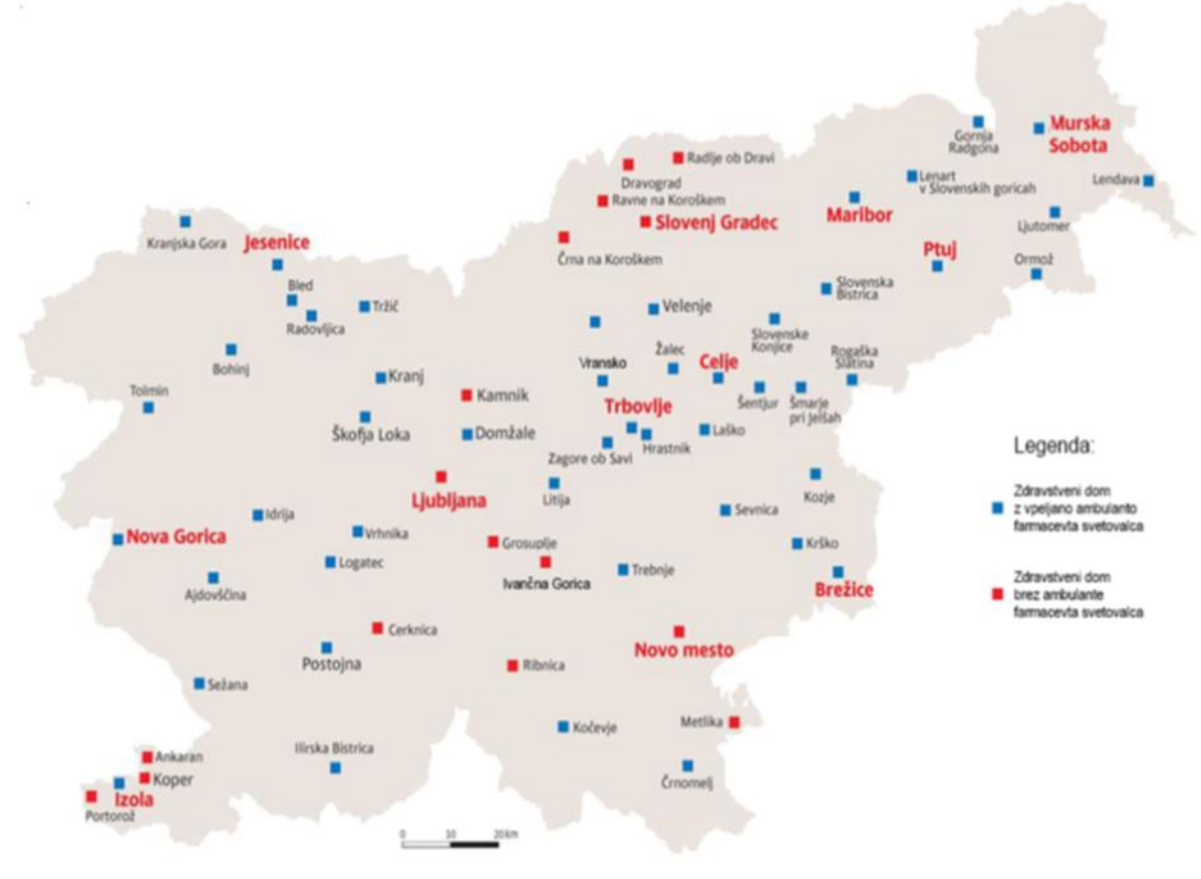 Gornja
Radgona
Murska
Sobota
Radlje ob Dravi
Dravograd
Lenart
v Slovenskih goricah
Lendava
Ravne na Koroškem
Maribor
Slovenj Gradec
Ljutomer
Kranjska Gora
Jesenice
Črna na Koroškem
Ptuj
Ormož
Bled
Radovljica
Tržič
Velenje
Slovenska
Bistrica
Slovenske
Konjice
Bohinj
Vransko
Žalec
Celje
Rogaška
Slatina
Tolmin
Kranj
Kamnik
Šentjur
Šmarje
pri Jelšah
Trbovlje
Škofja Loka
Domžale
Laško
Hrastnik
Zagore ob Savi
Legenda:
Ljubljana
Litija
Kozje
Zdravstveni dom
z vpeljano ambulanto
farmacevta svetovalca
Idrija
Sevnica
Nova Gorica
Vrhnika
Grosuplje
Krško
Logatec
Ivančna Gorica
Trebnje
Zdravstveni dom
brez ambulante
farmacevta svetovalca
Ajdovščina
Brežice
Cerknica
Novo mesto
Postojna
Ribnica
Sežana
Metlika
Kočevje
Ilirska Bistrica
Ankaran
Koper
Črnomelj
Izola
Portorož
0 10 20km